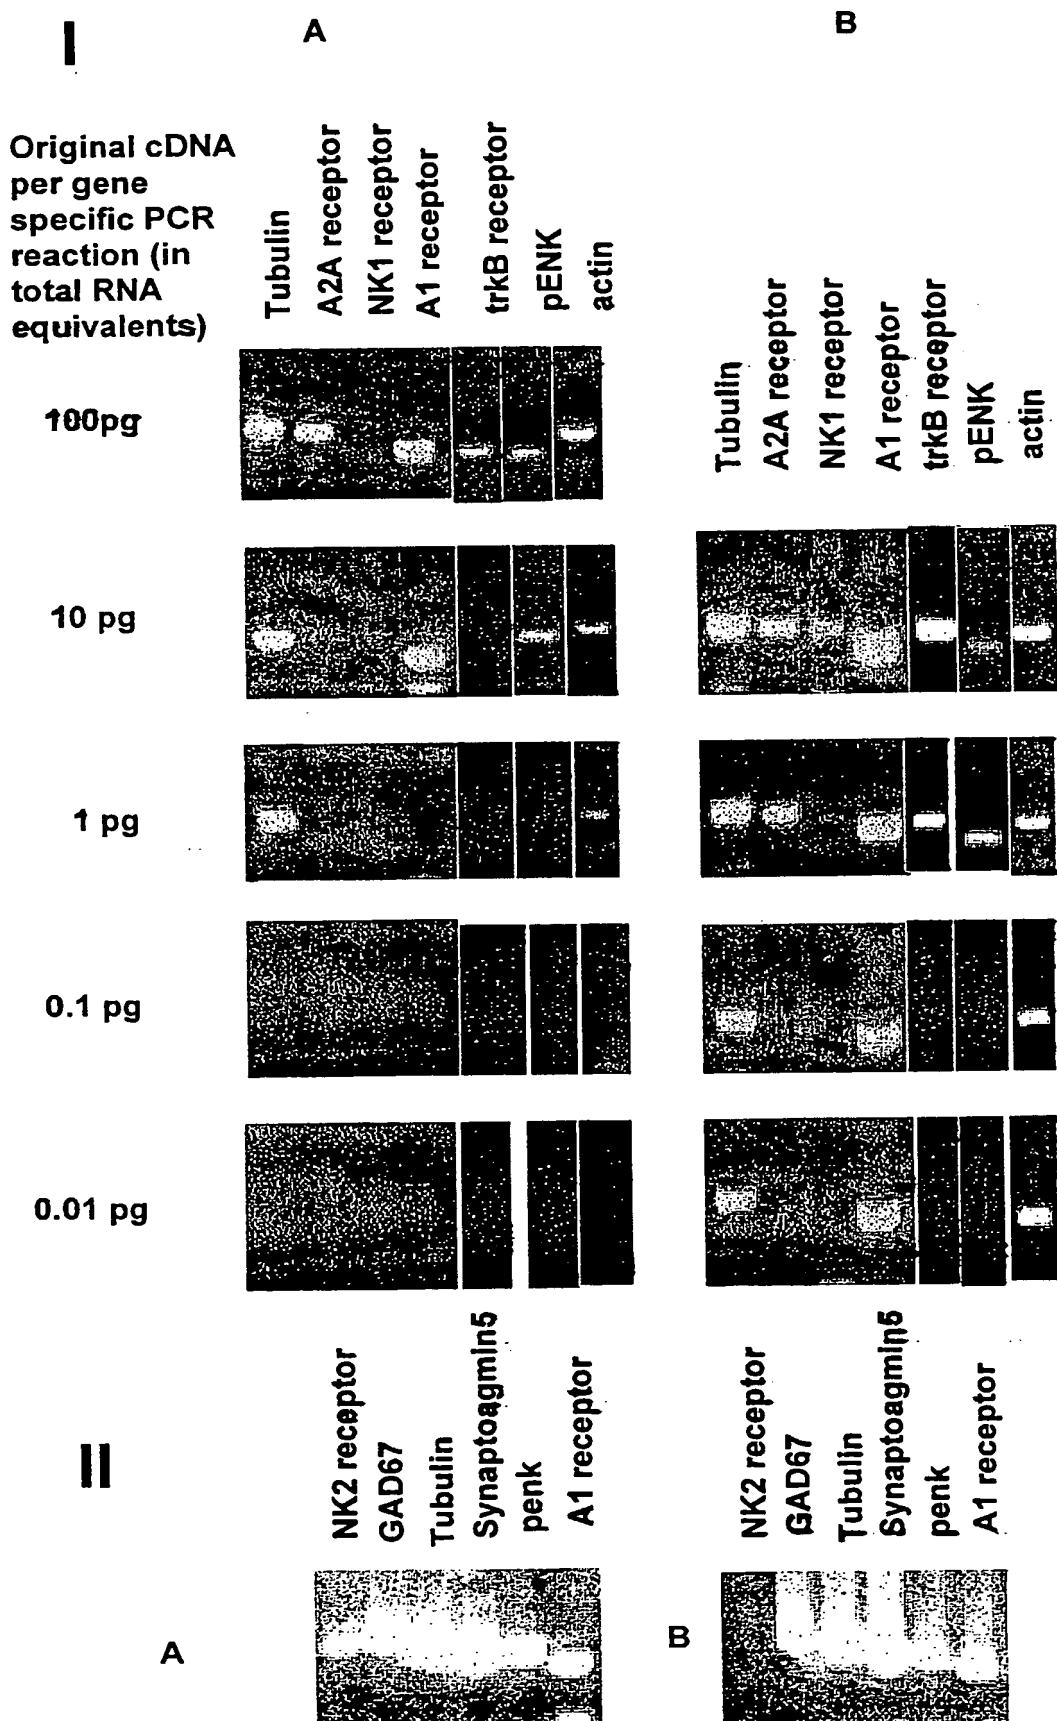 I
A
B
Original cDNA
per gene
specific PCR
reaction (in
total RNA
equivalents)
Tubulin
A2A receptor
NK1 receptor
A1 receptor
trkB receptor
pENK
actin
Tubulin
A2A receptor
NK1 receptor
A1 receptor
trkB receptor
pENK
actin
100pg
10 pg
1 pg
0.1 pg
0.01 pg
II
NK2 receptor
GAD67
Tubulin
Synaptoagmin5
penk
A1 receptor
NK2 receptor
GAD67
Tubulin
Synaptoagmin5
penk
A1 receptor
A
B